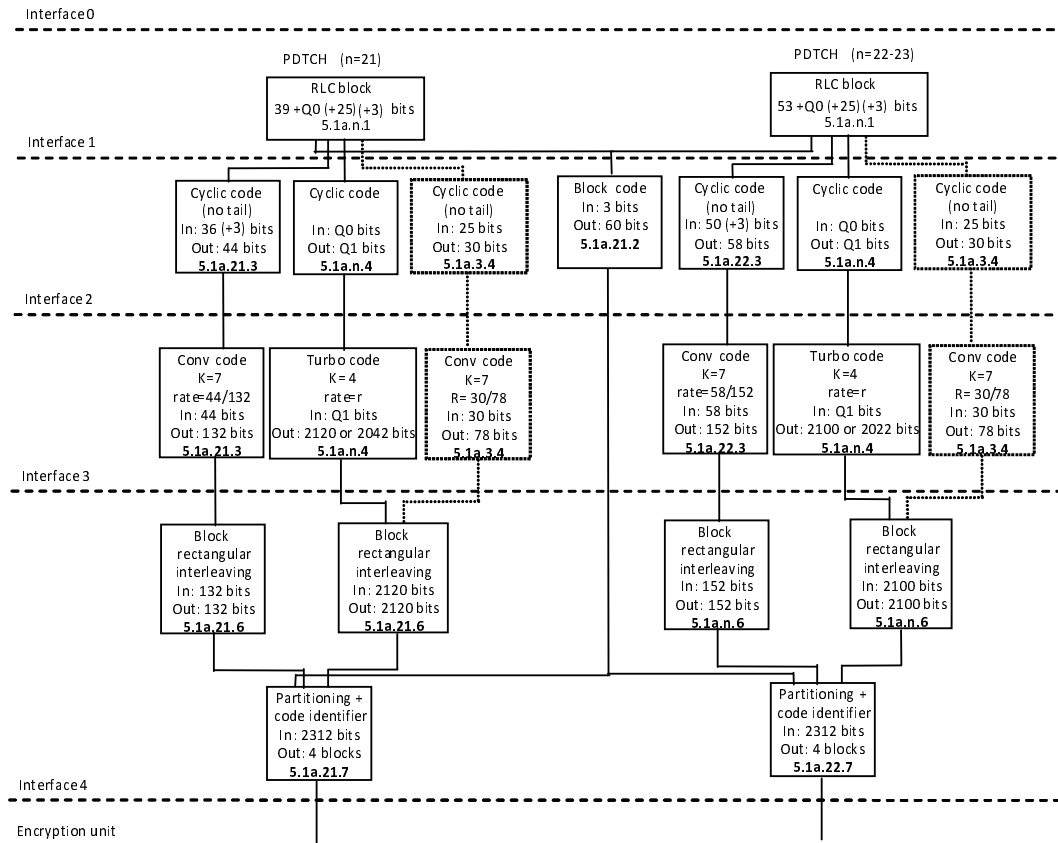 Interface 0
PDTCH (n=21)
PDTCH (n=22-23)
RLC block
39 +Q0 (+25)(+3) bits
5.1a.n.1
RLC block
53 +Q0 (+25)(+3) bits
5.1a.n.1
Interface 1
Cyclic code
(no tail)
In: 36 (+3) bits
Out: 44 bits
5.1a.21.3
Cyclic code
In: Q0 bits
Out: Q1 bits
5.1a.n.4
Cyclic code
(no tail)
In: 25 bits
Out: 30 bits
5.1a.3.4
Block code
In: 3 bits
Out: 60 bits
5.1a.21.2
Cyclic code
(no tail)
In: 50 (+3) bits
Out: 58 bits
5.1a.22.3
Cyclic code
In: Q0 bits
Out: Q1 bits
5.1a.n.4
Cyclic code
(no tail)
In: 25 bits
Out: 30 bits
5.1a.3.4
Interface 2
Conv code
K=7
rate=44/132
In: 44 bits
Out: 132 bits
5.1a.21.3
Turbo code
K=4
rate=r
In: Q1 bits
Out: 2120 or 2042 bits
5.1a.n.4
Conv code
K=7
R= 30/78
In: 30 bits
Out: 78 bits
5.1a.3.4
Conv code
K=7
rate=58/152
In: 58 bits
Out: 152 bits
5.1a.22.3
Turbo code
K=4
rate=r
In: Q1 bits
Out: 2100 or 2022 bits
5.1a.n.4
Conv code
K=7
R= 30/78
In: 30 bits
Out: 78 bits
5.1a.3.4
Interface 3
Block
rectangular
interleaving
In: 132 bits
Out: 132 bits
5.1a.21.6
Block
rectangular
interleaving
In: 2120 bits
Out: 2120 bits
5.1a.21.6
Block
rectangular
interleaving
In: 152 bits
Out: 152 bits
5.1a.n.6
Block
rectangular
interleaving
In: 2100 bits
Out: 2100 bits
5.1a.n.6
Partitioning +
code identifier
In: 2312 bits
Out: 4 blocks
5.1a.21.7
Partitioning +
code identifier
In: 2312 bits
Out: 4 blocks
5.1a.22.7
Interface 4
Encryption unit